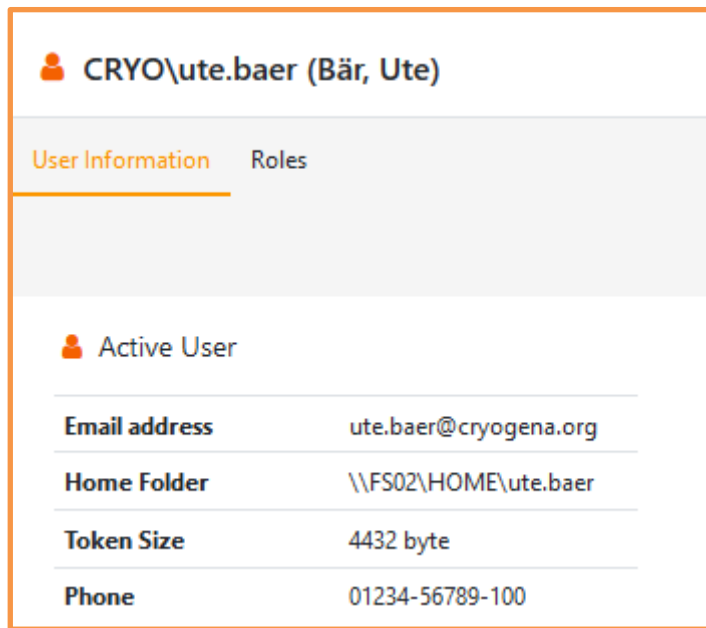 CRYO\ute.baer (Bär, Ute)
User Information Roles
Active User
Email address ute.baer@cryogena.org
Home Folder \\FS02\HOME\ute.baer
Token Size 4432 byte
Phone 01234-56789-100